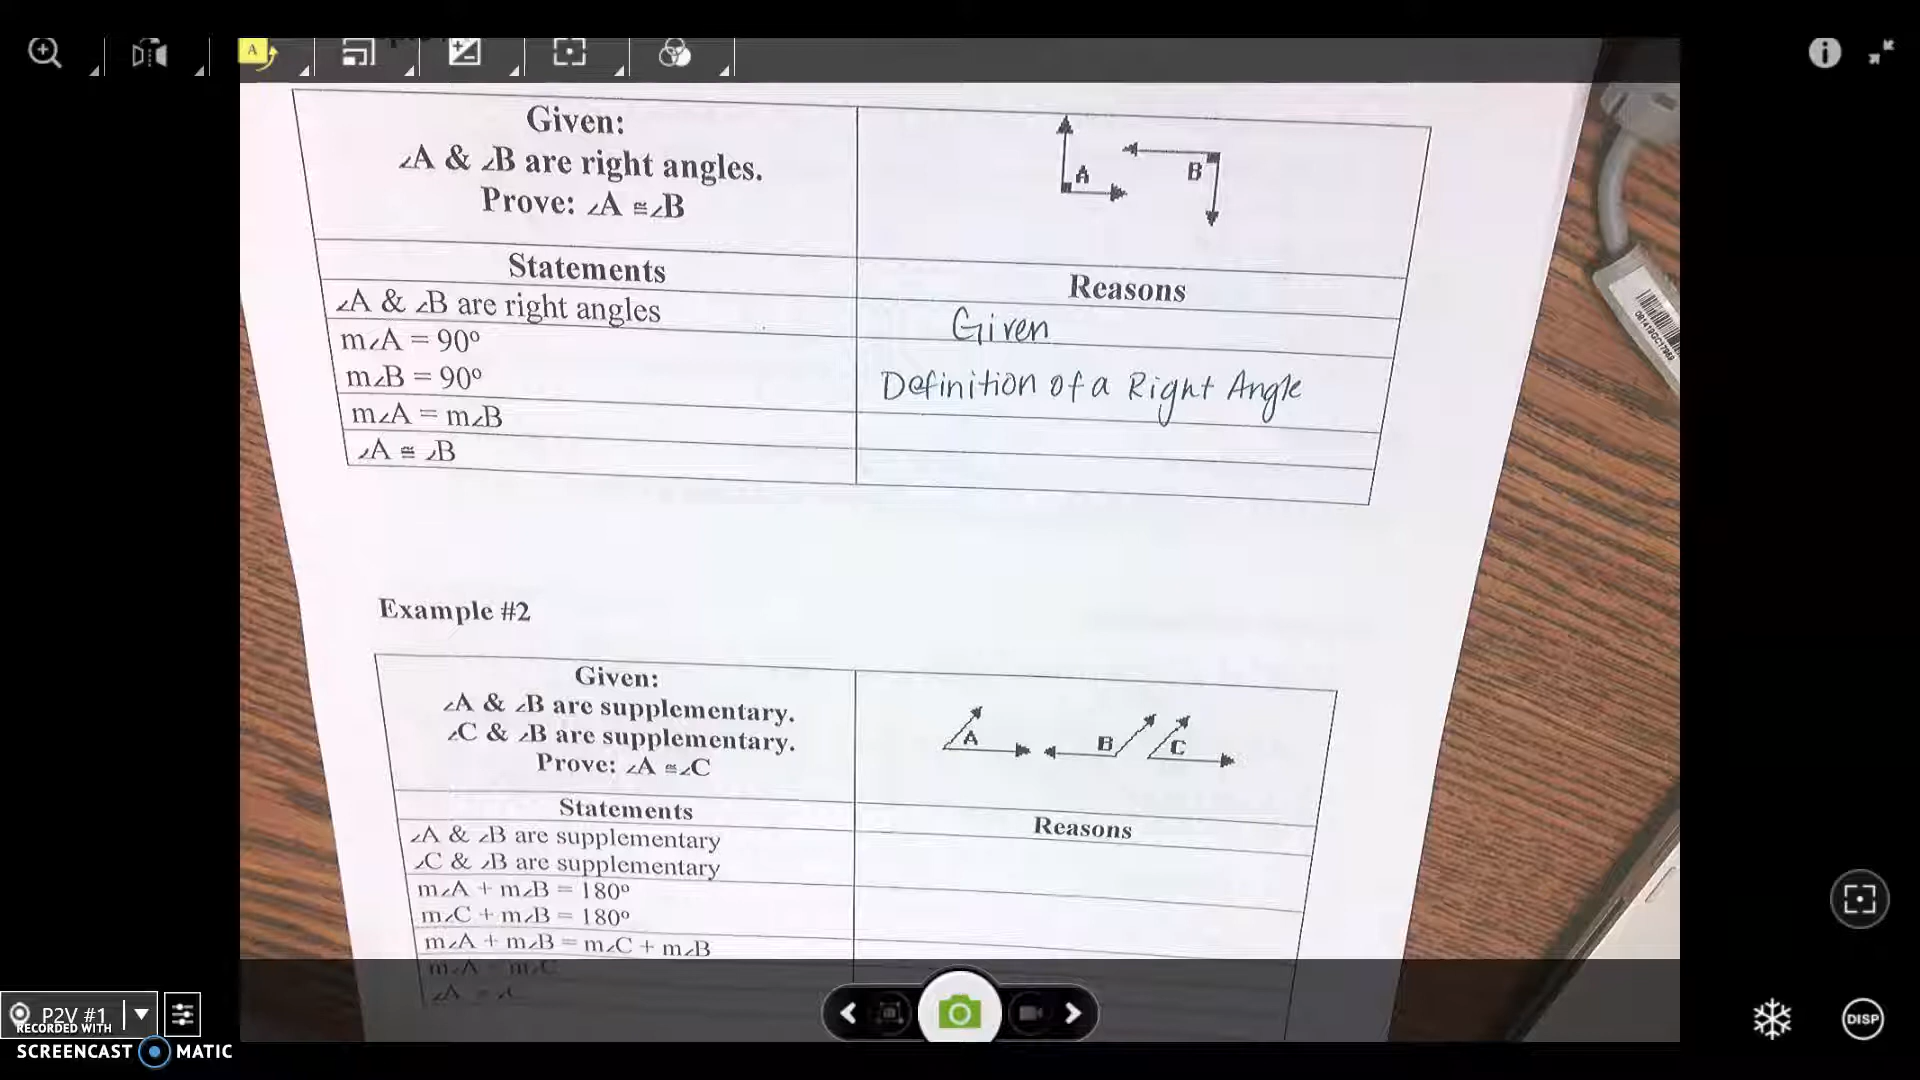 A
Given:
∠A & ∠B are right angles.
Prove: ∠A ≅∠B
A
B
Statements
Reasons
∠A & ∠B are right angles
Given
m∠A = 90º
m∠B = 90º
Definition of a Right Angle
m∠A = m∠B
∠A ≅ ∠B
Example #2
Given:
∠A & ∠B are supplementary.
∠C & ∠B are supplementary.
Prove: ∠A ≅∠C
A
B
C
Statements
Reasons
∠A & ∠B are supplementary
∠C & ∠B are supplementary
m∠A + m∠B = 180º
m∠C + m∠B = 180º
m∠A + m∠B = m∠C + m∠B
m∠A = m∠C
P2V #1
RECORDED WITH
SCREENCAST MATIC
DISP